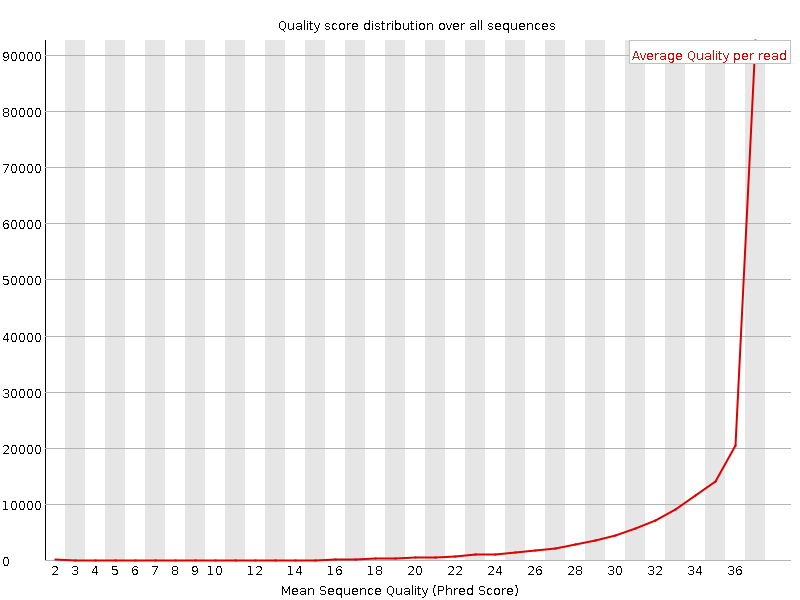 Quality score distribution over all sequences
Average Quality per read
90000
80000
70000
60000
50000
40000
30000
20000
10000
0
2 3 4 5 6 7 8 9 10 12 14 16 18 20 22 24 26 28 30 32 34 36
Mean Sequence Quality (Phred Score)